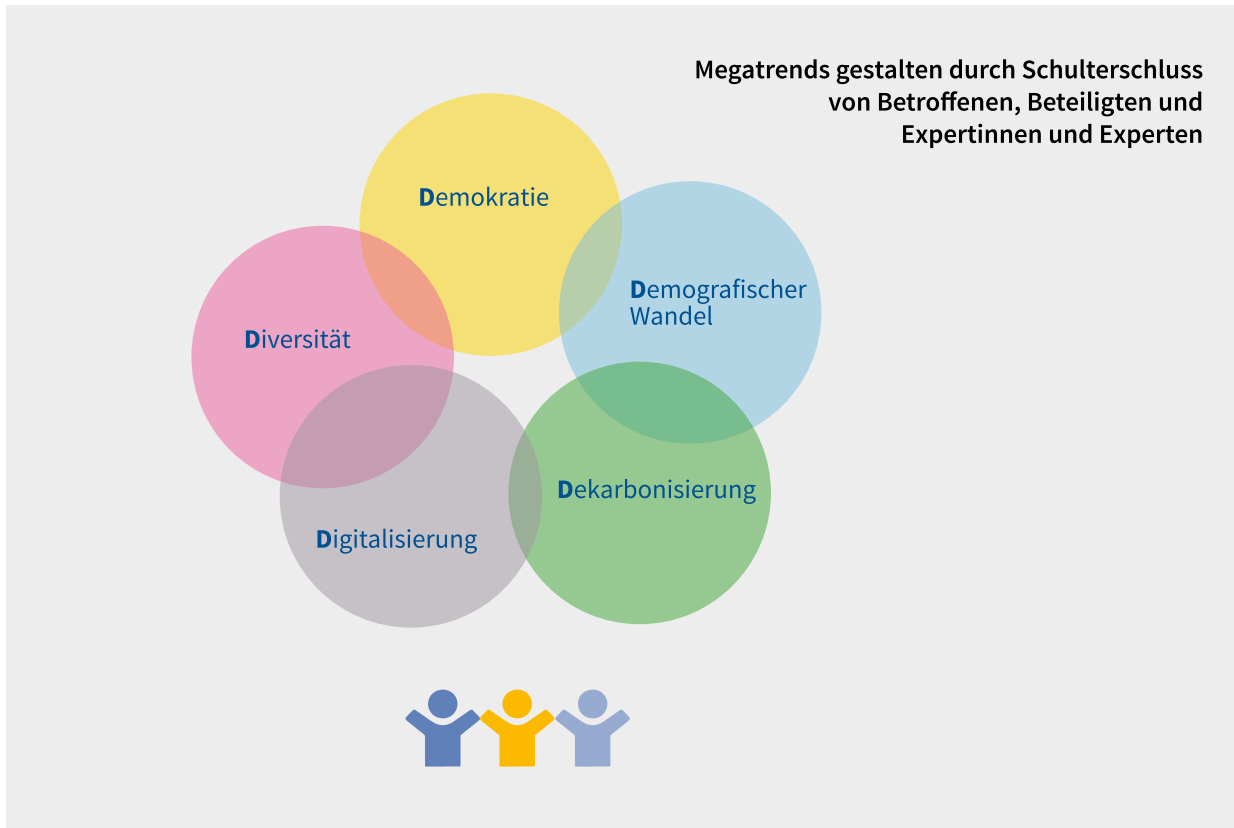 Megatrends gestalten durch Schulterschluss
von Betroffenen, Beteiligten und
Expertinnen und Experten
Demokratie
Demografischer
Wandel
Diversität
Dekarbonisierung
Digitalisierung